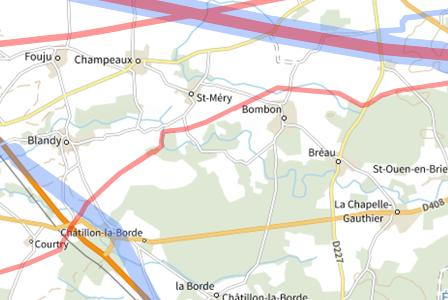 Fouju
Champeaux
St-Méry
Bombon
Blandy
Bréau
St-Ouen-en-Brie
La Chapelle-
Gauthier
D408
Châtillon-la-Borde
Courtry
D227
la Borde
Châtillon-la-Borde